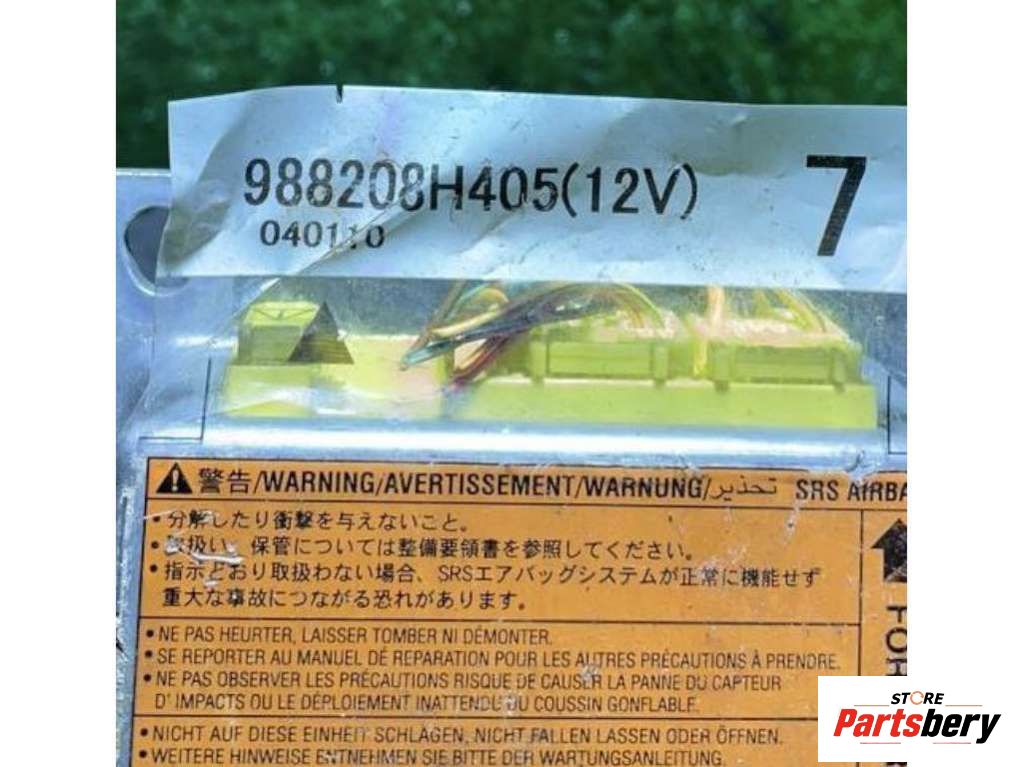 988208H405(12V) 7
040110
警告/WARNING/AVERTISSEMENT/WARNUNG/تحذير SRS AIRBA
• 分解したり衝撃を与えないこと。
• 取扱い、保管については整備要領書を参照してください。
• 指示どおり取扱わない場合、SRSエアバッグシステムが正常に機能せず
重大な事故につながる恐れがあります。
• NE PAS HEURTER, LAISSER TOMBER NI DÉMONTER.
• SE REPORTER AU MANUEL DE REPARATION POUR LES AUTRES PRÉCAUTIONS À PRENDRE.
• NE PAS OBSERVER LES PRÉCAUTIONS RISQUE DE CAUSER LA PANNE DU CAPTEUR
D' IMPACTS OU LE DÉPLOIEMENT INATTENDU DU COUSSIN GONFLABLE.
• NICHT AUF DIESE EINHEIT SCHLAGEN, NICHT FALLEN LASSEN ODER ÖFFNEN.
• WEITERE HINWEISE ENTNEHMEN SIE BITTE DER WARTUNGSANLEITUNG.
FOR
STORE
Partsbery